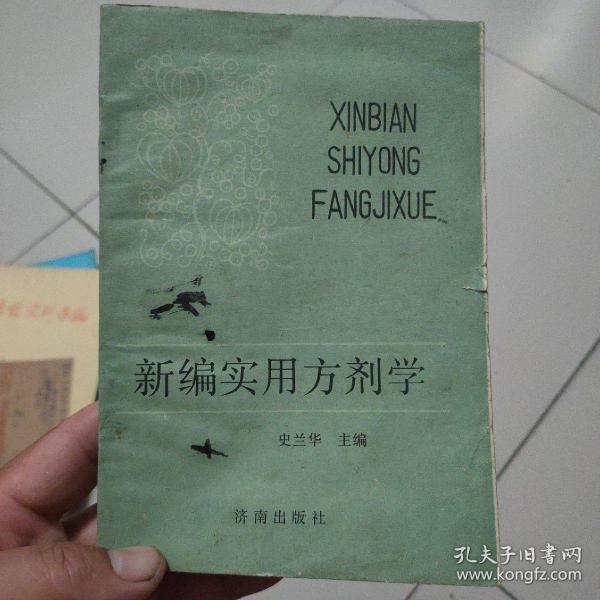 XINBIAN
SHIYONG
FANGJIXUE
新编实用方剂学
史兰华 主编
济南出版社
孔夫子旧書网
www.kongfz.com